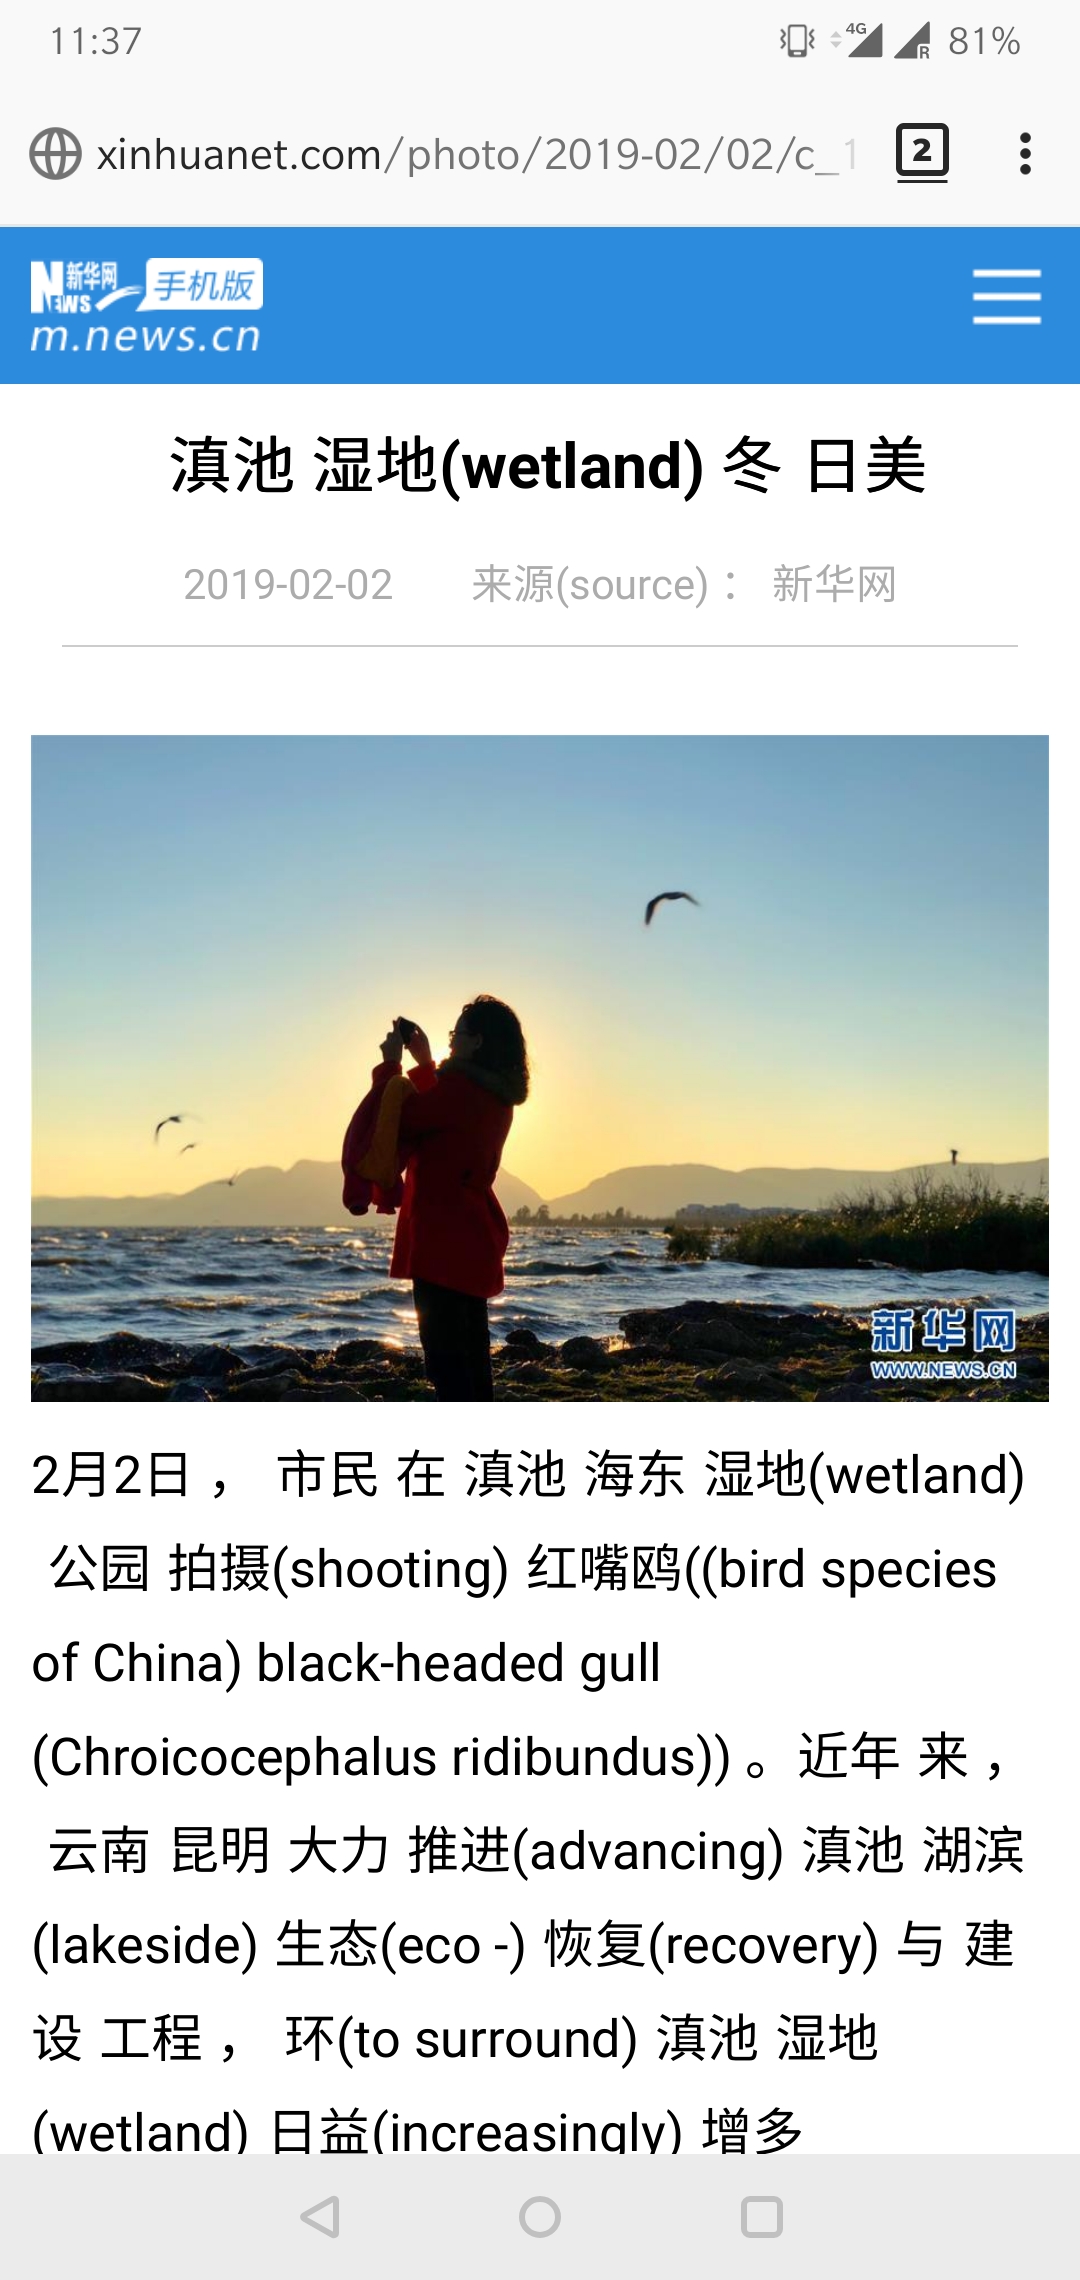 11:37
4G R 81%
xinhuanet.com/photo/2019-02/02/c_1
2
新华网 NEWS 手机版
m.news.cn
滇池 湿地(wetland) 冬 日美
2019-02-02 来源(source) ： 新华网
新华网
WWW.NEWS.CN
2月2日 ， 市民 在 滇池 海东 湿地(wetland)
公园 拍摄(shooting) 红嘴鸥((bird species
of China) black-headed gull
(Chroicocephalus ridibundus)) 。近年 来 ，
云南 昆明 大力 推进(advancing) 滇池 湖滨
(lakeside) 生态(eco -) 恢复(recovery) 与 建
设 工程 ， 环(to surround) 滇池 湿地
(wetland) 日益(increasingly) 增多